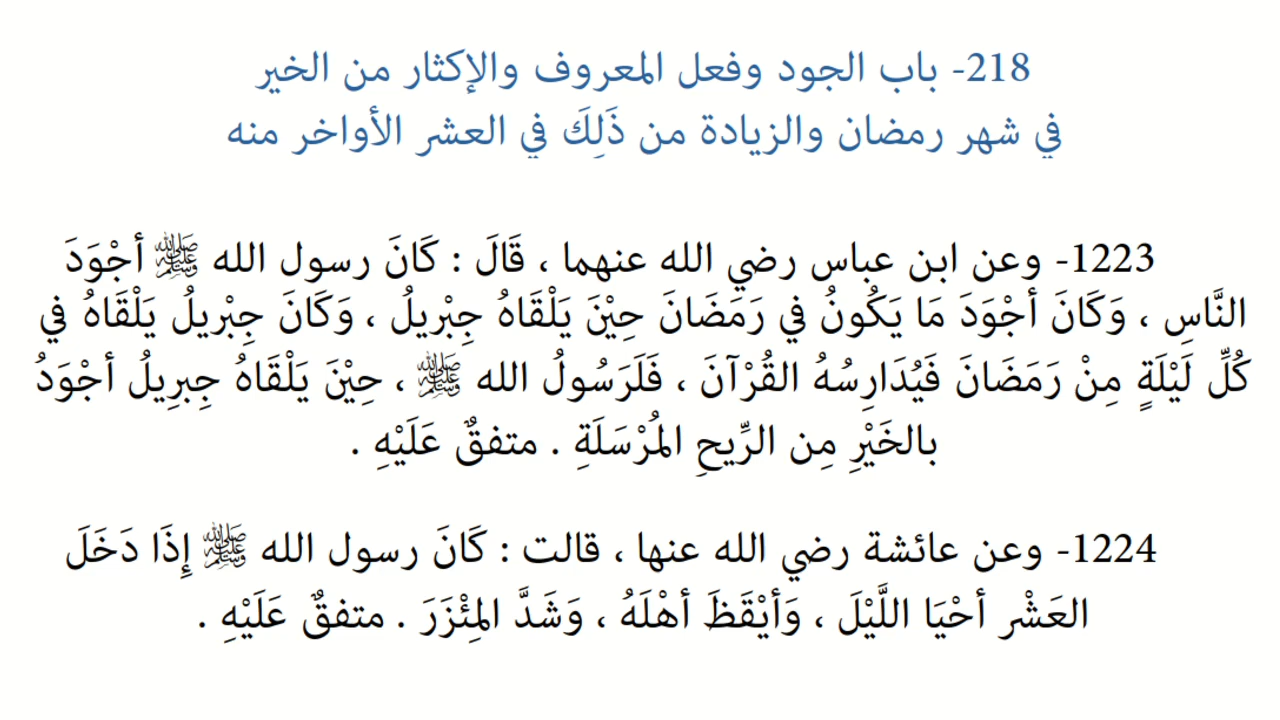 218- باب الجود وفعل المعروف والإكثار من الخير
في شهر رمضان والزيادة من ذَلِكَ في العشر الأواخر منه
1223- وعن ابن عباس رضي الله عنهما ، قَالَ : كَانَ رسول الله ﷺ أجْوَدَ
النَّاسِ ، وَكَانَ أجْوَدَ مَا يَكُونُ في رَمَضَانَ حِيْنَ يَلْقَاهُ جِبْريلُ ، وَكَانَ جِبْريلُ يَلْقَاهُ في
كُلِّ لَيْلَةٍ مِنْ رَمَضَانَ فَيُدَارِسُهُ القُرْآنَ ، فَلَرَسُولُ الله ﷺ ، حِيْنَ يَلْقَاهُ جِبرِيلُ أجْوَدُ
بالخَيْرِ مِن الرِّيحِ المُرْسَلَةِ . متفقٌ عَلَيْهِ .
1224- وعن عائشة رضي الله عنها ، قالت : كَانَ رسول الله ﷺ إِذَا دَخَلَ
العَشْر أحْيَا اللَّيْلَ ، وَأيْقَظَ أهْلَهُ ، وَشَدَّ المِئْزَرَ . متفقٌ عَلَيْهِ .